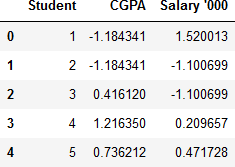 Student CGPA Salary '000
0 1 -1.184341 1.520013
1 2 -1.184341 -1.100699
2 3 0.416120 -1.100699
3 4 1.216350 0.209657
4 5 0.736212 0.471728